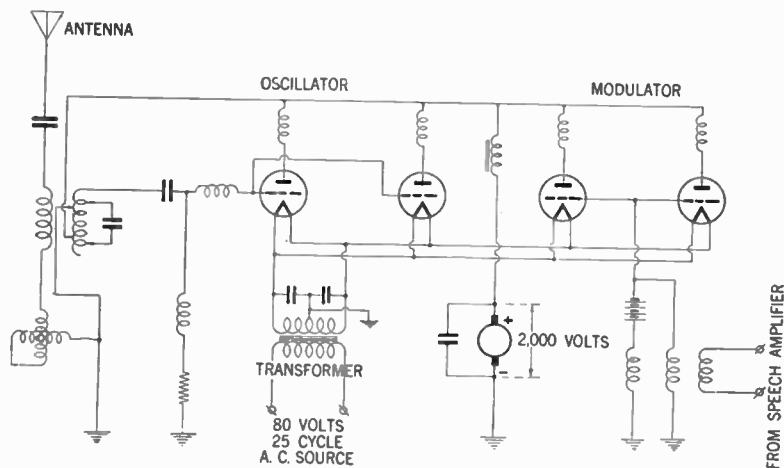 ANTENNA
OSCILLATOR
MODULATOR
+
2,000 VOLTS
-
TRANSFORMER
80 VOLTS
25 CYCLE
A. C. SOURCE
FROM SPEECH AMPLIFIER